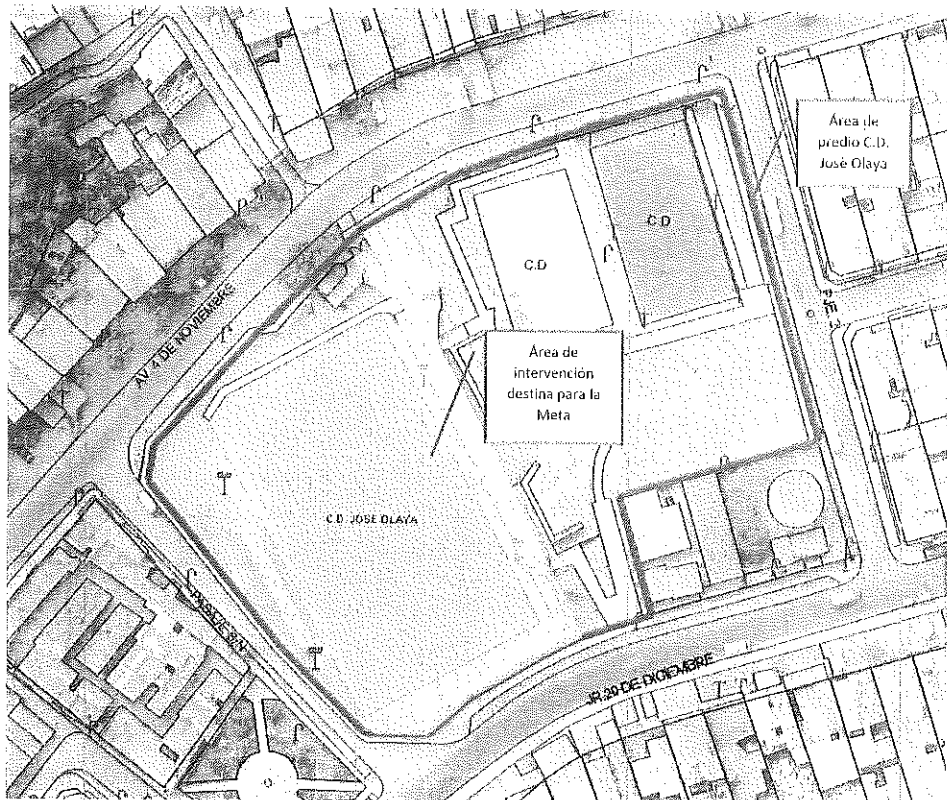 Área de
predio C.D.
José Olaya
C.D
C.D
AV. 4 DE NOVIEMBRE
Área de
intervención
destina para la
Meta
C.D. JOSE OLAYA
PASAJE S/N
JR. 20 DE DICIEMBRE